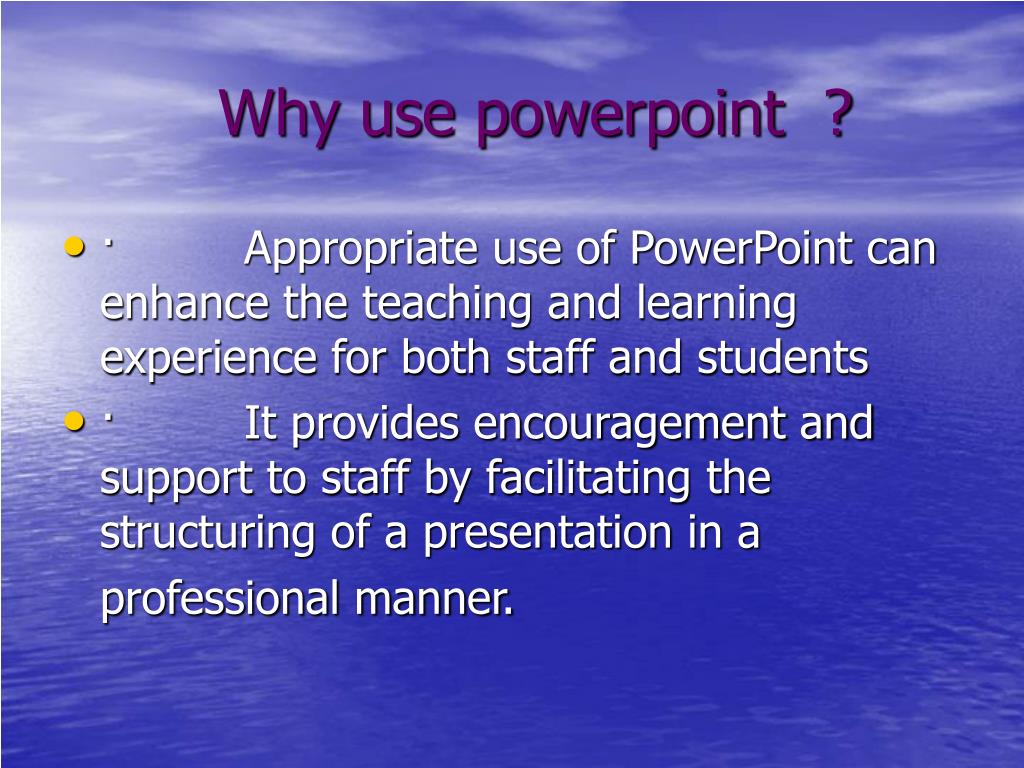 Why use powerpoint  ?
• ·          Appropriate use of PowerPoint can
enhance the teaching and learning
experience for both staff and students
• ·          It provides encouragement and
support to staff by facilitating the
structuring of a presentation in a
professional manner.